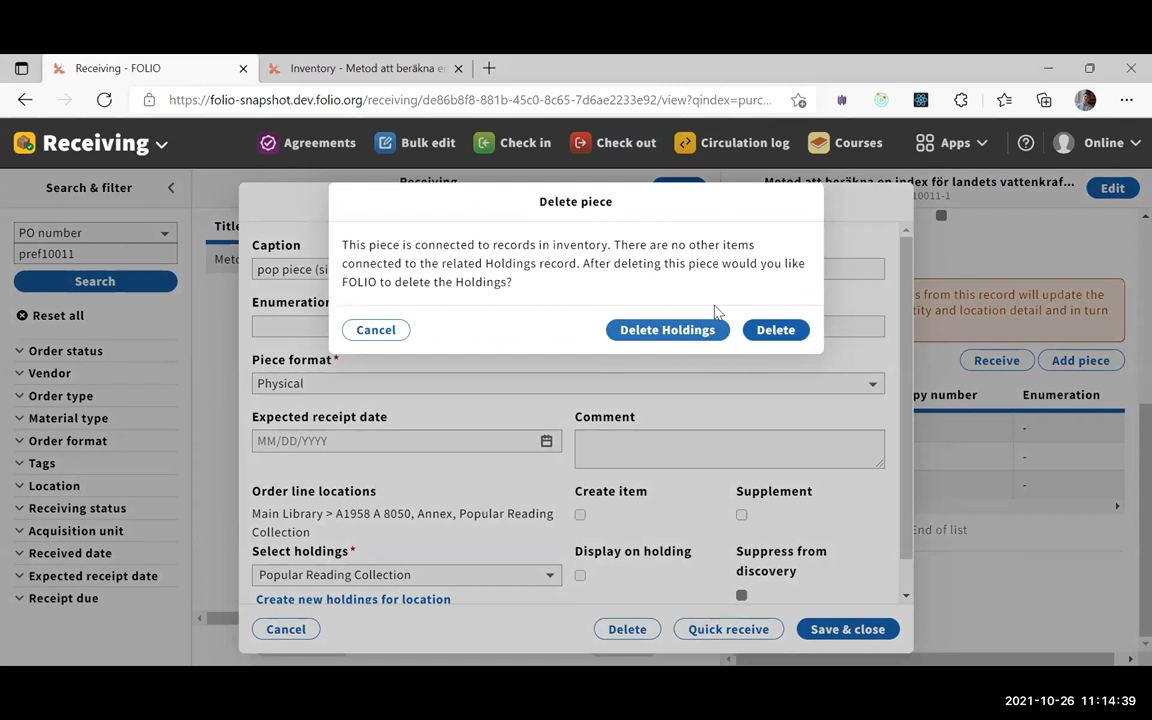 Receiving - FOLIO
Inventory - Metod att beräkna e
https://folio-snapshot.dev.folio.org/receiving/de86b8f8-881b-45c0-8c65-7d6ae2233e92/view?qindex=purc...
Receiving
Agreements
Bulk edit
Check in
Check out
Circulation log
Courses
Apps
Online
Search & filter
PO number
pref10011
Search
Reset all
Order status
Vendor
Order type
Material type
Order format
Tags
Location
Receiving status
Acquisition unit
Received date
Expected receipt date
Receipt due
Receiving
Title
Meto
Delete piece
This piece is connected to records in inventory. There are no other items
connected to the related Holdings record. After deleting this piece would you like
FOLIO to delete the Holdings?
Cancel
Delete Holdings
Delete
Caption
pop piece (si
Enumeration
Piece format*
Physical
Expected receipt date
MM/DD/YYYY
Comment
Order line locations
Main Library > A1958 A 8050, Annex, Popular Reading
Collection
Create item
Supplement
Select holdings*
Popular Reading Collection
Create new holdings for location
Display on holding
Suppress from
discovery
Cancel
Delete
Quick receive
Save & close
Metod att beräkna en index för landets vattenkraf...
10011-1
Edit
s from this record will update the
tity and location detail and in turn
Receive
Add piece
py number
Enumeration
-
-
-
End of list
2021-10-26 11:14:39